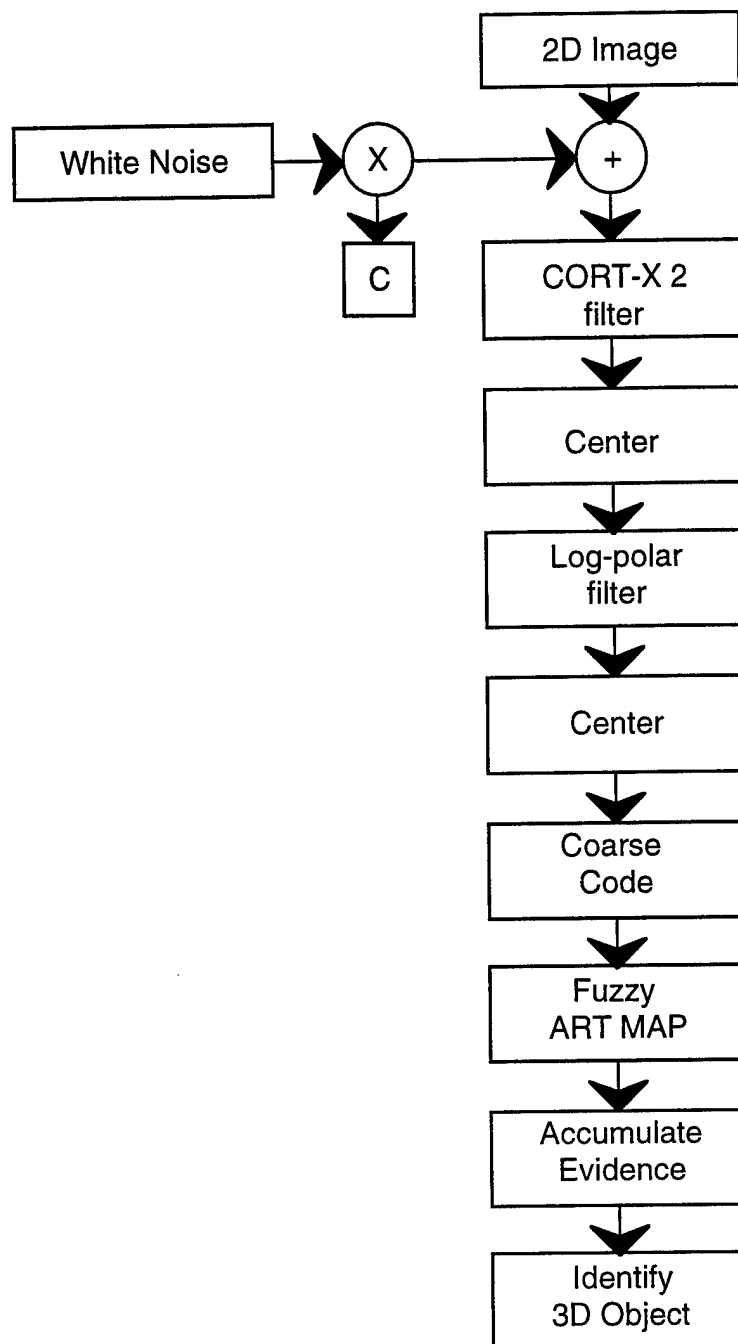 2D Image
White Noise
X
+
C
CORT-X 2
filter
Center
Log-polar
filter
Center
Coarse
Code
Fuzzy
ART MAP
Accumulate
Evidence
Identify
3D Object